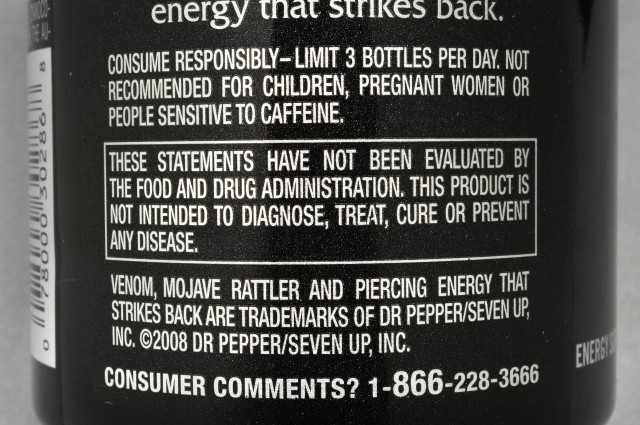 energy that strikes back.
CONSUME RESPONSIBLY–LIMIT 3 BOTTLES PER DAY. NOT
RECOMMENDED FOR CHILDREN, PREGNANT WOMEN OR
PEOPLE SENSITIVE TO CAFFEINE.
THESE STATEMENTS HAVE NOT BEEN EVALUATED BY
THE FOOD AND DRUG ADMINISTRATION. THIS PRODUCT IS
NOT INTENDED TO DIAGNOSE, TREAT, CURE OR PREVENT
ANY DISEASE.
VENOM, MOJAVE RATTLER AND PIERCING ENERGY THAT
STRIKES BACK ARE TRADEMARKS OF DR PEPPER/SEVEN UP,
INC. ©2008 DR PEPPER/SEVEN UP, INC.
CONSUMER COMMENTS? 1-866-228-3666
0 78000 30286 8
ENERGY